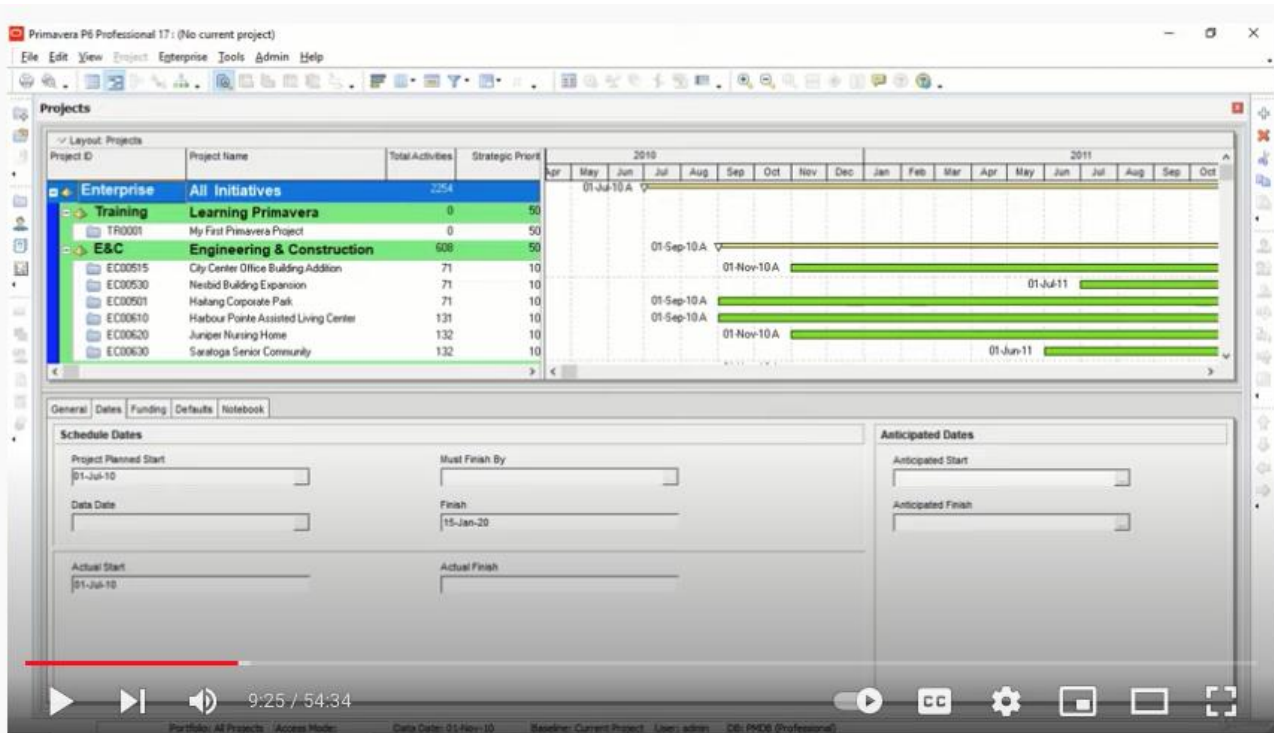 Primavera P6 Professional 17 : (No current project)
File Edit View Project Enterprise Tools Admin Help
Projects
Layout: Projects
Project ID Project Name Total Activities Strategic Priorit 2010 2011
Apr May Jun Jul Aug Sep Oct Nov Dec Jan Feb Mar Apr May Jun Jul Aug Sep Oct
Enterprise All Initiatives 2254 01-Jul-10 A
Training Learning Primavera 0 50
TR0001 My First Primavera Project 0 50
E&C Engineering & Construction 608 50 01-Sep-10 A
EC00515 City Center Office Building Addition 71 10 01-Nov-10 A
EC00530 Nesbid Building Expansion 71 10 01-Jul-11
EC00501 Haitang Corporate Park 71 10 01-Sep-10 A
EC00610 Harbour Pointe Assisted Living Center 131 10 01-Sep-10 A
EC00620 Juniper Nursing Home 132 10 01-Nov-10 A
EC00630 Saratoga Senior Community 132 10 01-Jun-11
General Dates Funding Defaults Notebook
Schedule Dates Anticipated Dates
Project Planned Start Must Finish By Anticipated Start
01-Jul-10
Data Date Finish Anticipated Finish
15-Jan-20
Actual Start Actual Finish
01-Jul-10
9:25 / 54:34 CC
Portfolio: All Projects Access Mode: Data Date: 01-Nov-10 Baseline: Current Project User: admin DB: PMDB (Professional)